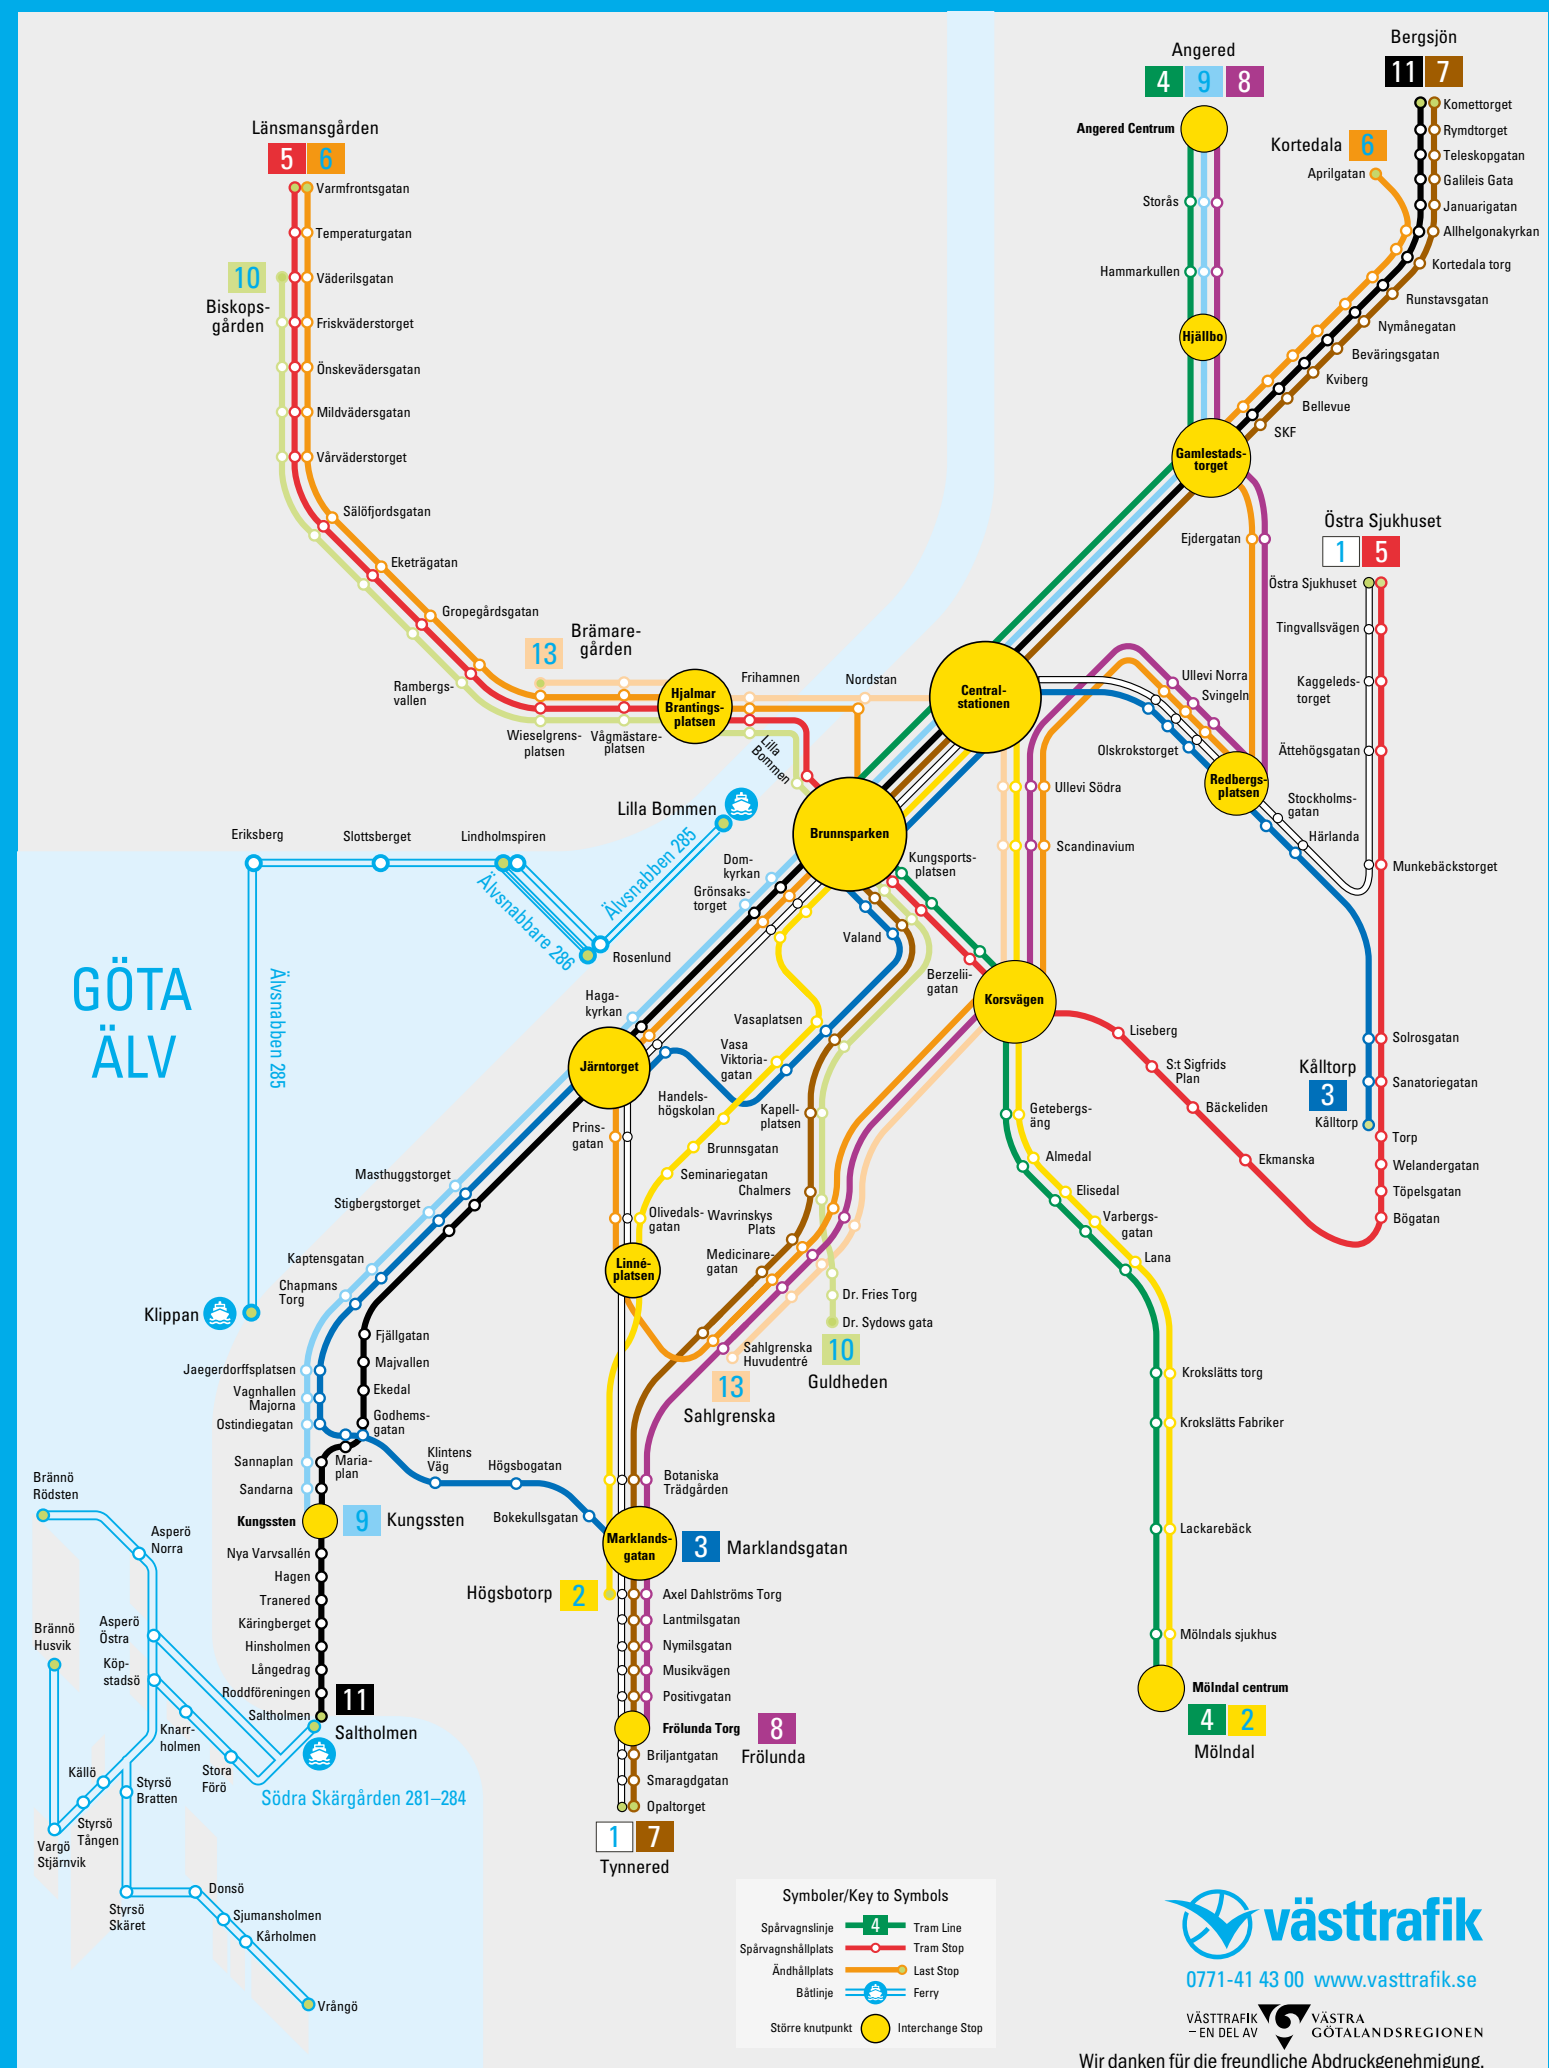 Angered
4 9 8
Angered Centrum
Storås
Hammarkullen
Hjällbo
Gamlestads-
torget
Bergsjön
11 7
Komettorget
Rymdtorget
Teleskopgatan
Galileis Gata
Januarigatan
Allhelgonakyrkan
Kortedala torg
Runstavsgatan
Nymånegatan
Beväringsgatan
Kviberg
Bellevue
SKF
Kortedala 6
Aprilgatan
Länsmansgården
5 6
Varmfrontsgatan
Temperaturgatan
10
Biskops-
gården
Väderilsgatan
Friskväderstorget
Önskevädersgatan
Mildvädersgatan
Vårväderstorget
Sälöfjordsgatan
Eketrägatan
Gropegårdsgatan
Rambergs-
vallen
13
Brämare-
gården
Wieselgrens-
platsen
Vågmästare-
platsen
Hjalmar
Brantings-
platsen
Frihamnen
Nordstan
Lilla
Bommen
Central-
stationen
Brunnsparken
Ejdergatan
Östra Sjukhuset
1 5
Östra Sjukhuset
Tingvallsvägen
Kaggeleds-
torget
Ättehögsgatan
Munkebäckstorget
Ullevi Norra
Svingeln
Olskrokstorget
Redbergs-
platsen
Stockholms-
gatan
Härlanda
Ullevi Södra
Scandinavium
Solrosgatan
Sanatoriegatan
Kålltorp
3
Kålltorp
Torp
Welandergatan
Töpelsgatan
Bögatan
Lilla Bommen
Eriksberg
Slottsberget
Lindholmspiren
Älvsnabben 285
Älvsnabbare 286
Rosenlund
GÖTA
ÄLV
Älvsnabben 285
Klippan
Dom-
kyrkan
Grönsaks-
torget
Haga-
kyrkan
Järntorget
Kungsports-
platsen
Valand
Berzelii-
gatan
Korsvägen
Liseberg
S:t Sigfrids
Plan
Bäckeliden
Ekmanska
Vasaplatsen
Vasa
Viktoria-
gatan
Handels-
högskolan
Kapell-
platsen
Prins-
gatan
Brunnsgatan
Seminariegatan
Chalmers
Olivedals-
gatan
Wavrinskys
Plats
Medicinare-
gatan
Linné-
platsen
Dr. Fries Torg
Dr. Sydows gata
10
Guldheden
Sahlgrenska
Huvudentré
13
Sahlgrenska
Getebergs-
äng
Almedal
Elisedal
Varbergs-
gatan
Lana
Krokslätts torg
Krokslätts Fabriker
Lackarebäck
Mölndals sjukhus
Mölndal centrum
4 2
Mölndal
Masthuggstorget
Stigbergstorget
Kaptensgatan
Chapmans
Torg
Fjällgatan
Majvallen
Ekedal
Godhems-
gatan
Jaegerdorffsplatsen
Vagnhallen
Majorna
Ostindiegatan
Sannaplan
Sandarna
Maria-
plan
Klintens
Väg
Högsbogatan
Bokekullsgatan
Botaniska
Trädgården
Marklands-
gatan
3 Marklandsgatan
Kungssten
9 Kungssten
Nya Varvsallén
Hagen
Tranered
Käringberget
Hinsholmen
Långedrag
Roddföreningen
Saltholmen
11
Saltholmen
Högsbotorp 2
Axel Dahlströms Torg
Lantmilsgatan
Nymilsgatan
Musikvägen
Positivgatan
Frölunda Torg
8
Frölunda
Briljantgatan
Smaragdgatan
Opaltorget
1 7
Tynnered
Brännö
Rödsten
Asperö
Norra
Brännö
Husvik
Asperö
Östra
Köp-
stadsö
Knarr-
holmen
Stora
Förö
Södra Skärgården 281–284
Källö
Styrsö
Bratten
Styrsö
Tången
Vargö
Stjärnvik
Styrsö
Skäret
Donsö
Sjumansholmen
Kårholmen
Vrångö
Symboler/Key to Symbols
Spårvagnslinje 4 Tram Line
Spårvagnshållplats Tram Stop
Ändhållplats Last Stop
Båtlinje Ferry
Större knutpunkt Interchange Stop
västtrafik
0771-41 43 00 www.vasttrafik.se
VÄSTTRAFIK
– EN DEL AV
VÄSTRA
GÖTALANDSREGIONEN
Wir danken für die freundliche Abdruckgenehmigung.